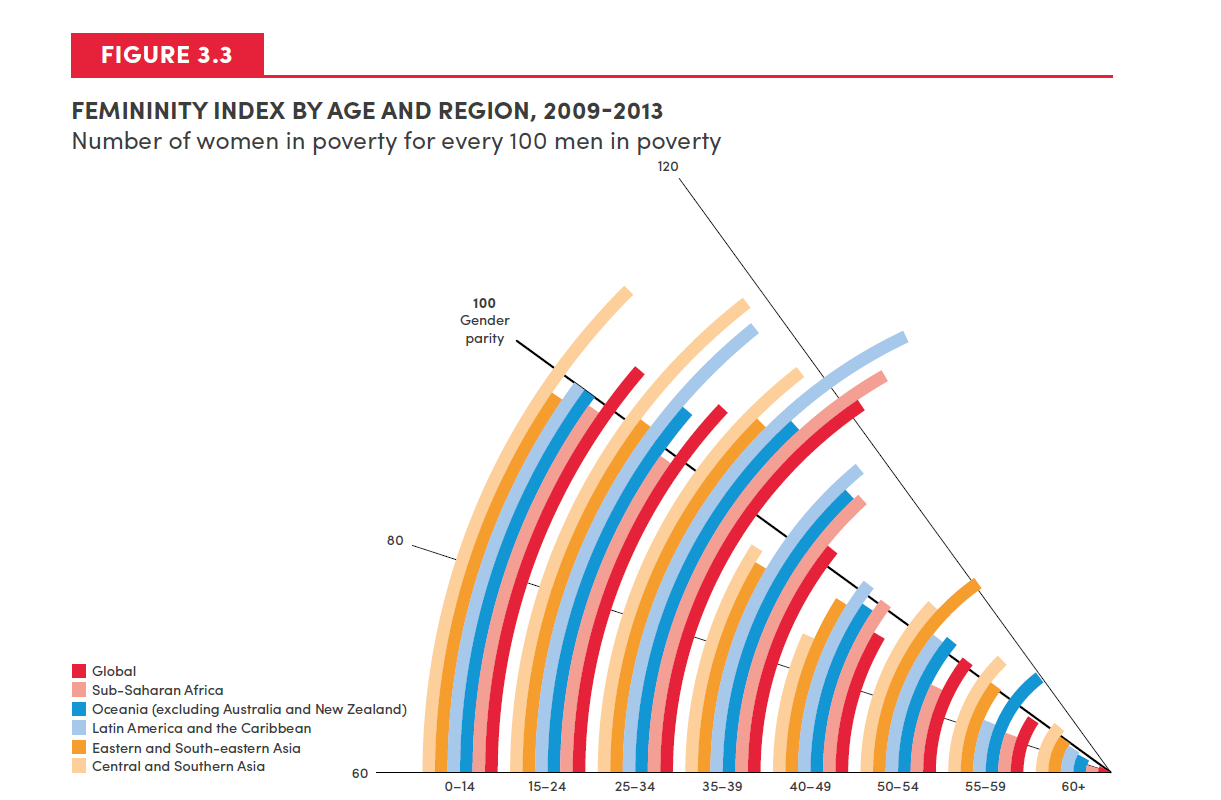 FIGURE 3.3
FEMININITY INDEX BY AGE AND REGION, 2009-2013
Number of women in poverty for every 100 men in poverty
120
100
Gender
parity
80
Global
Sub-Saharan Africa
Oceania (excluding Australia and New Zealand)
Latin America and the Caribbean
Eastern and South-eastern Asia
Central and Southern Asia
60
0–14 15–24 25–34 35–39 40–49 50–54 55–59 60+